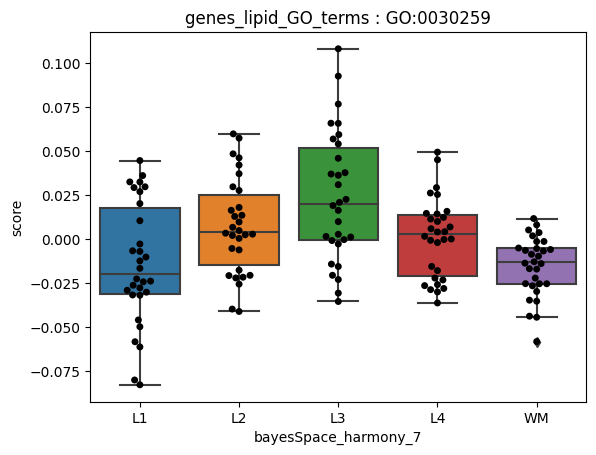 genes_lipid_GO_terms : GO:0030259
0.100
0.075
0.050
0.025
0.000
−0.025
−0.050
−0.075
score
L1 L2 L3 L4 WM
bayesSpace_harmony_7